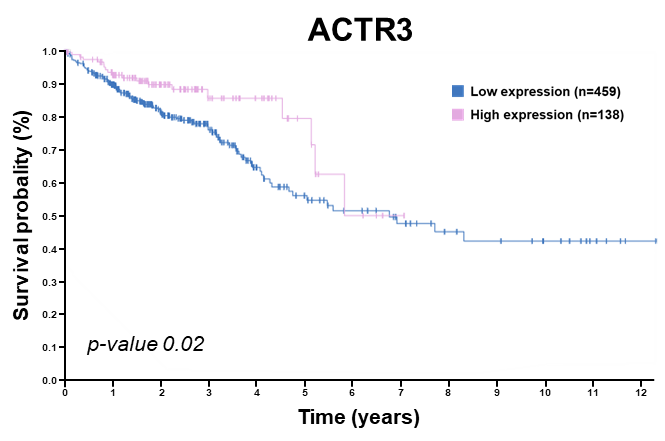 ACTR3
Survival probality (%)
1.0
0.9
0.8
0.7
0.6
0.5
0.4
0.3
0.2
0.1
0.0
Low expression (n=459)
High expression (n=138)
p-value 0.02
0 1 2 3 4 5 6 7 8 9 10 11 12
Time (years)